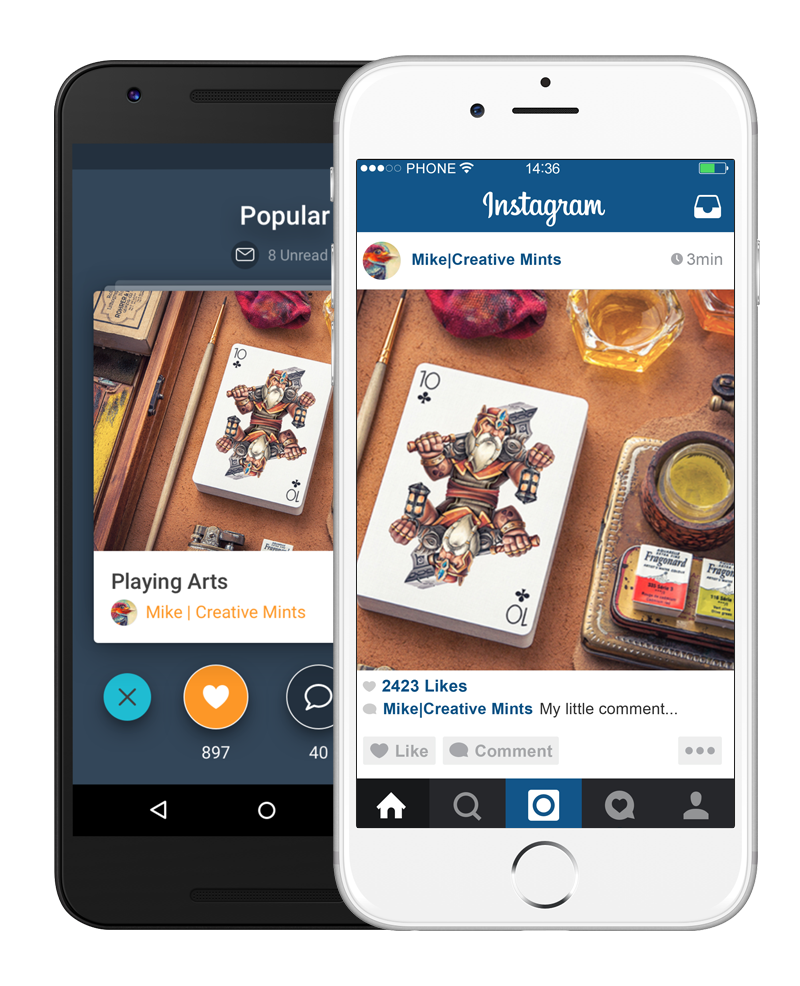 Popular
8 Unread
10
10
Playing Arts
Mike | Creative Mints
897
40
PHONE
14:36
Instagram
Mike|Creative Mints
3min
10
10
Fragonard
Fragonard
2423 Likes
Mike|Creative Mints My little comment...
Like
Comment